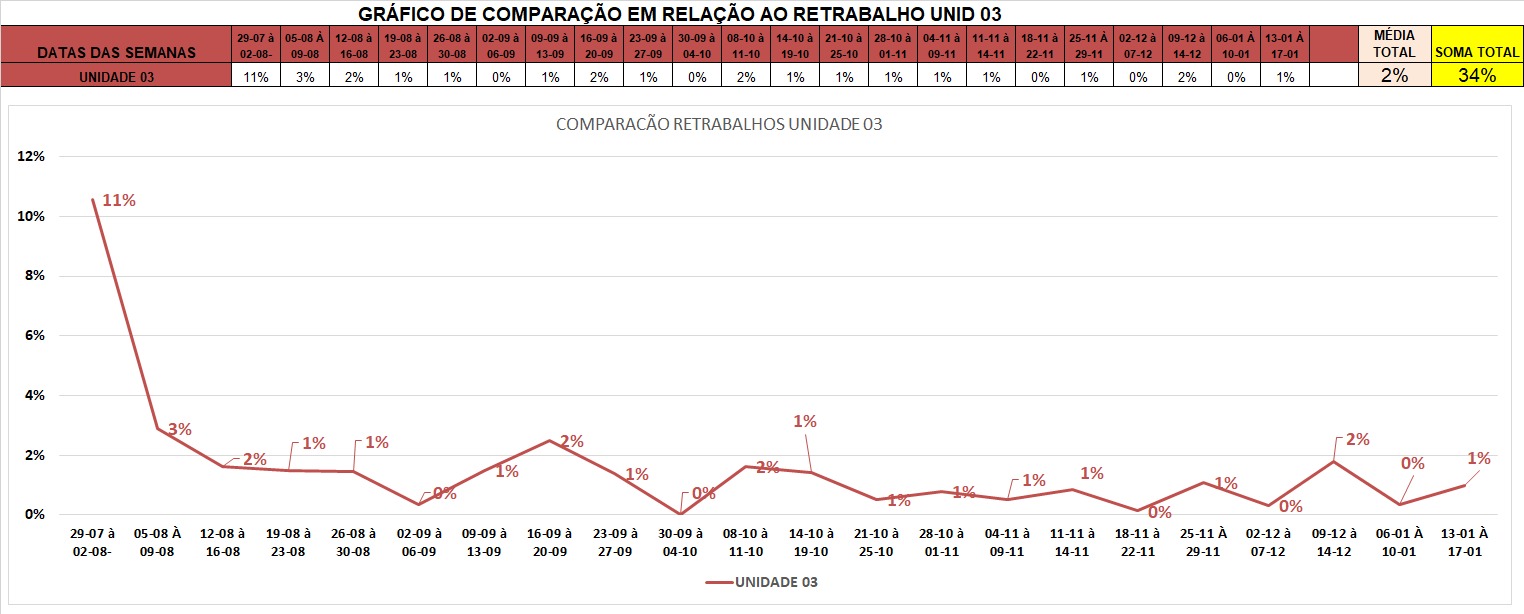 GRÁFICO DE COMPARAÇÃO EM RELAÇÃO AO RETRABALHO UNID 03
DATAS DAS SEMANAS 29-07 à 02-08- 05-08 À 09-08 12-08 à 16-08 19-08 à 23-08 26-08 à 30-08 02-09 à 06-09 09-09 à 13-09 16-09 à 20-09 23-09 à 27-09 30-09 à 04-10 08-10 à 11-10 14-10 à 19-10 21-10 à 25-10 28-10 à 01-11 04-11 à 09-11 11-11 à 14-11 18-11 à 22-11 25-11 À 29-11 02-12 à 07-12 09-12 à 14-12 06-01 À 10-01 13-01 À 17-01 MÉDIA TOTAL SOMA TOTAL
UNIDADE 03 11% 3% 2% 1% 1% 0% 1% 2% 1% 0% 2% 1% 1% 1% 1% 1% 0% 1% 0% 2% 0% 1% 2% 34%
COMPARACÃO RETRABALHOS UNIDADE 03
12%
10%
8%
6%
4%
2%
0%
11% 3% 2% 1% 1% 0% 1% 2% 1% 0% 2% 1% 1% 1% 1% 1% 0% 1% 0% 2% 0% 1%
29-07 à 05-08 À 12-08 à 19-08 à 26-08 à 02-09 à 09-09 à 16-09 à 23-09 à 30-09 à 08-10 à 14-10 à 21-10 à 28-10 à 04-11 à 11-11 à 18-11 à 25-11 À 02-12 à 09-12 à 06-01 À 13-01 À
02-08- 09-08 16-08 23-08 30-08 06-09 13-09 20-09 27-09 04-10 11-10 19-10 25-10 01-11 09-11 14-11 22-11 29-11 07-12 14-12 10-01 17-01
UNIDADE 03